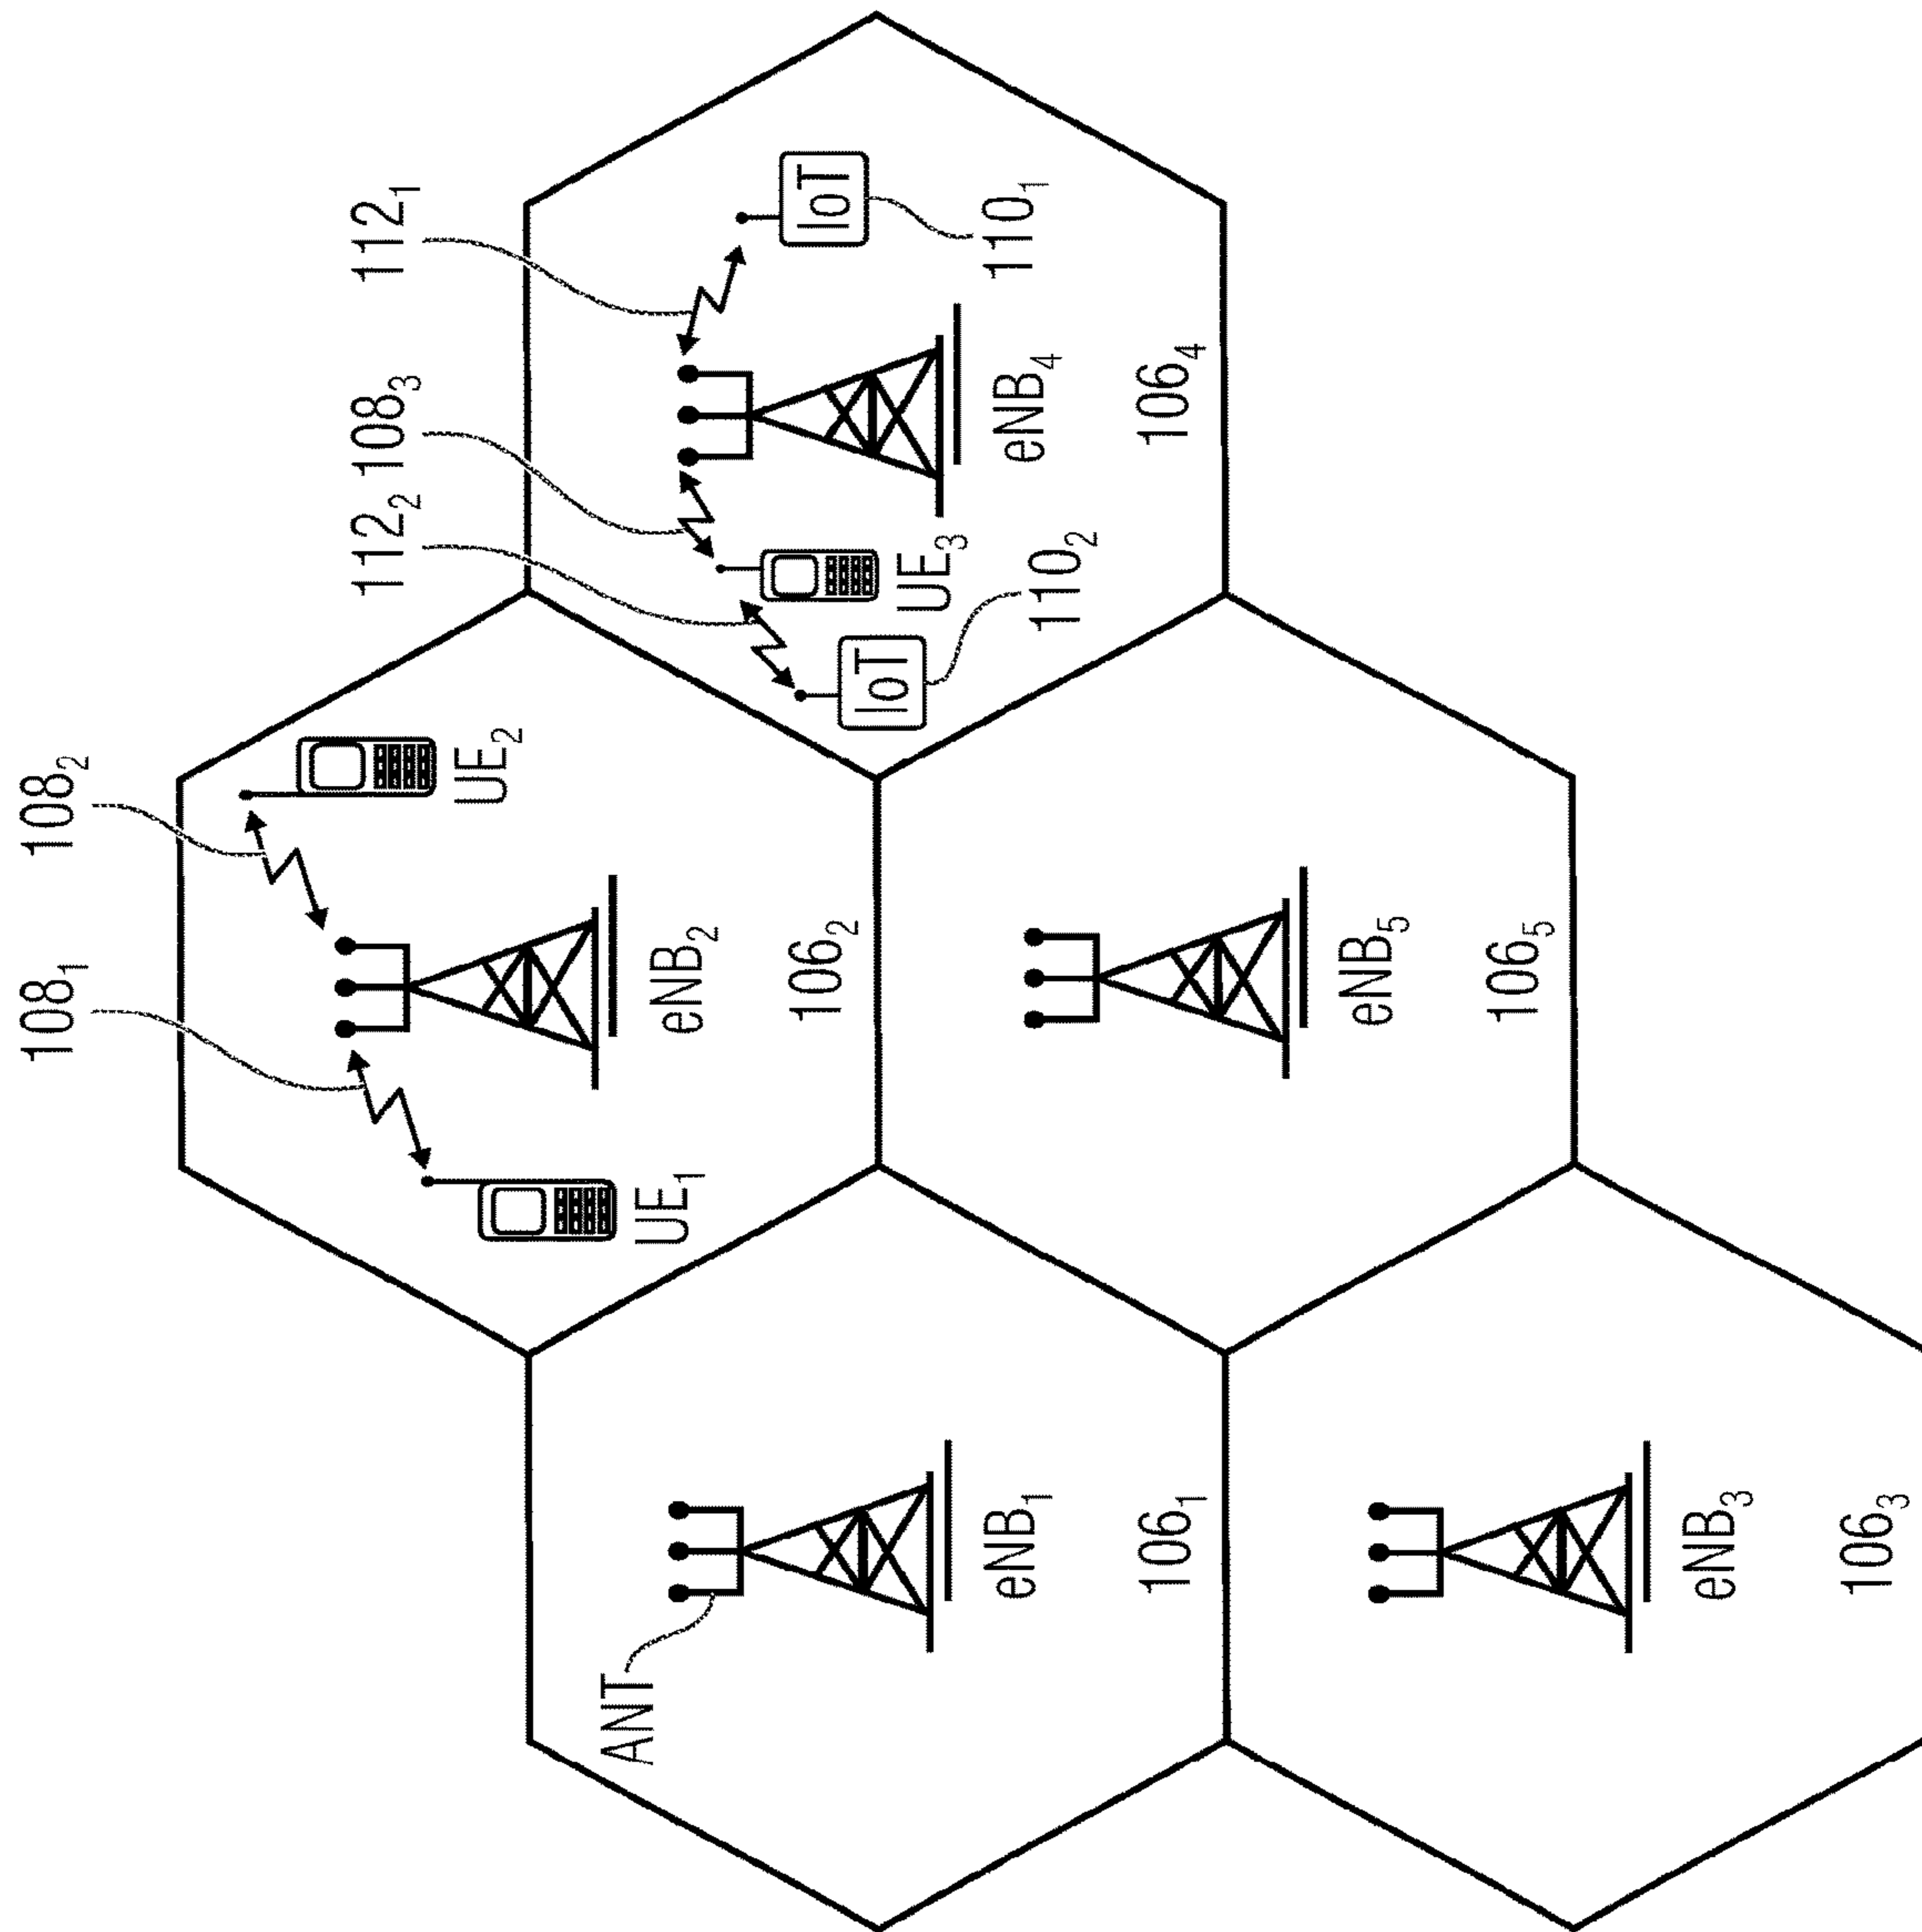 108₁
108₂
112₂
108₃
112₁
UE₁
UE₂
eNB₂
106₂
ANT
eNB₁
106₁
IoT
UE₃
110₂
IoT
110₁
eNB₄
106₄
eNB₅
106₅
eNB₃
106₃